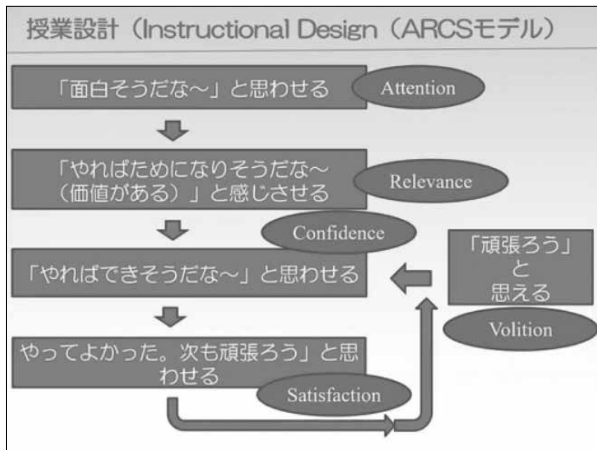 授業設計（Instructional Design（ARCSモデル）
「面白そうだな～」と思わせる
Attention
「やればためになりそうだな～
（価値がある）」と感じさせる
Relevance
Confidence
「やればできそうだな～」と思わせる
「頑張ろう」
と
思える
Volition
やってよかった。次も頑張ろう」と思
わせる
Satisfaction